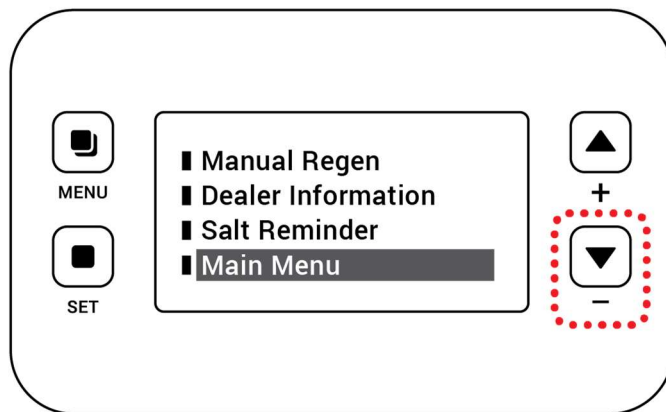 MENU
SET
Manual Regen
Dealer Information
Salt Reminder
Main Menu
+
−